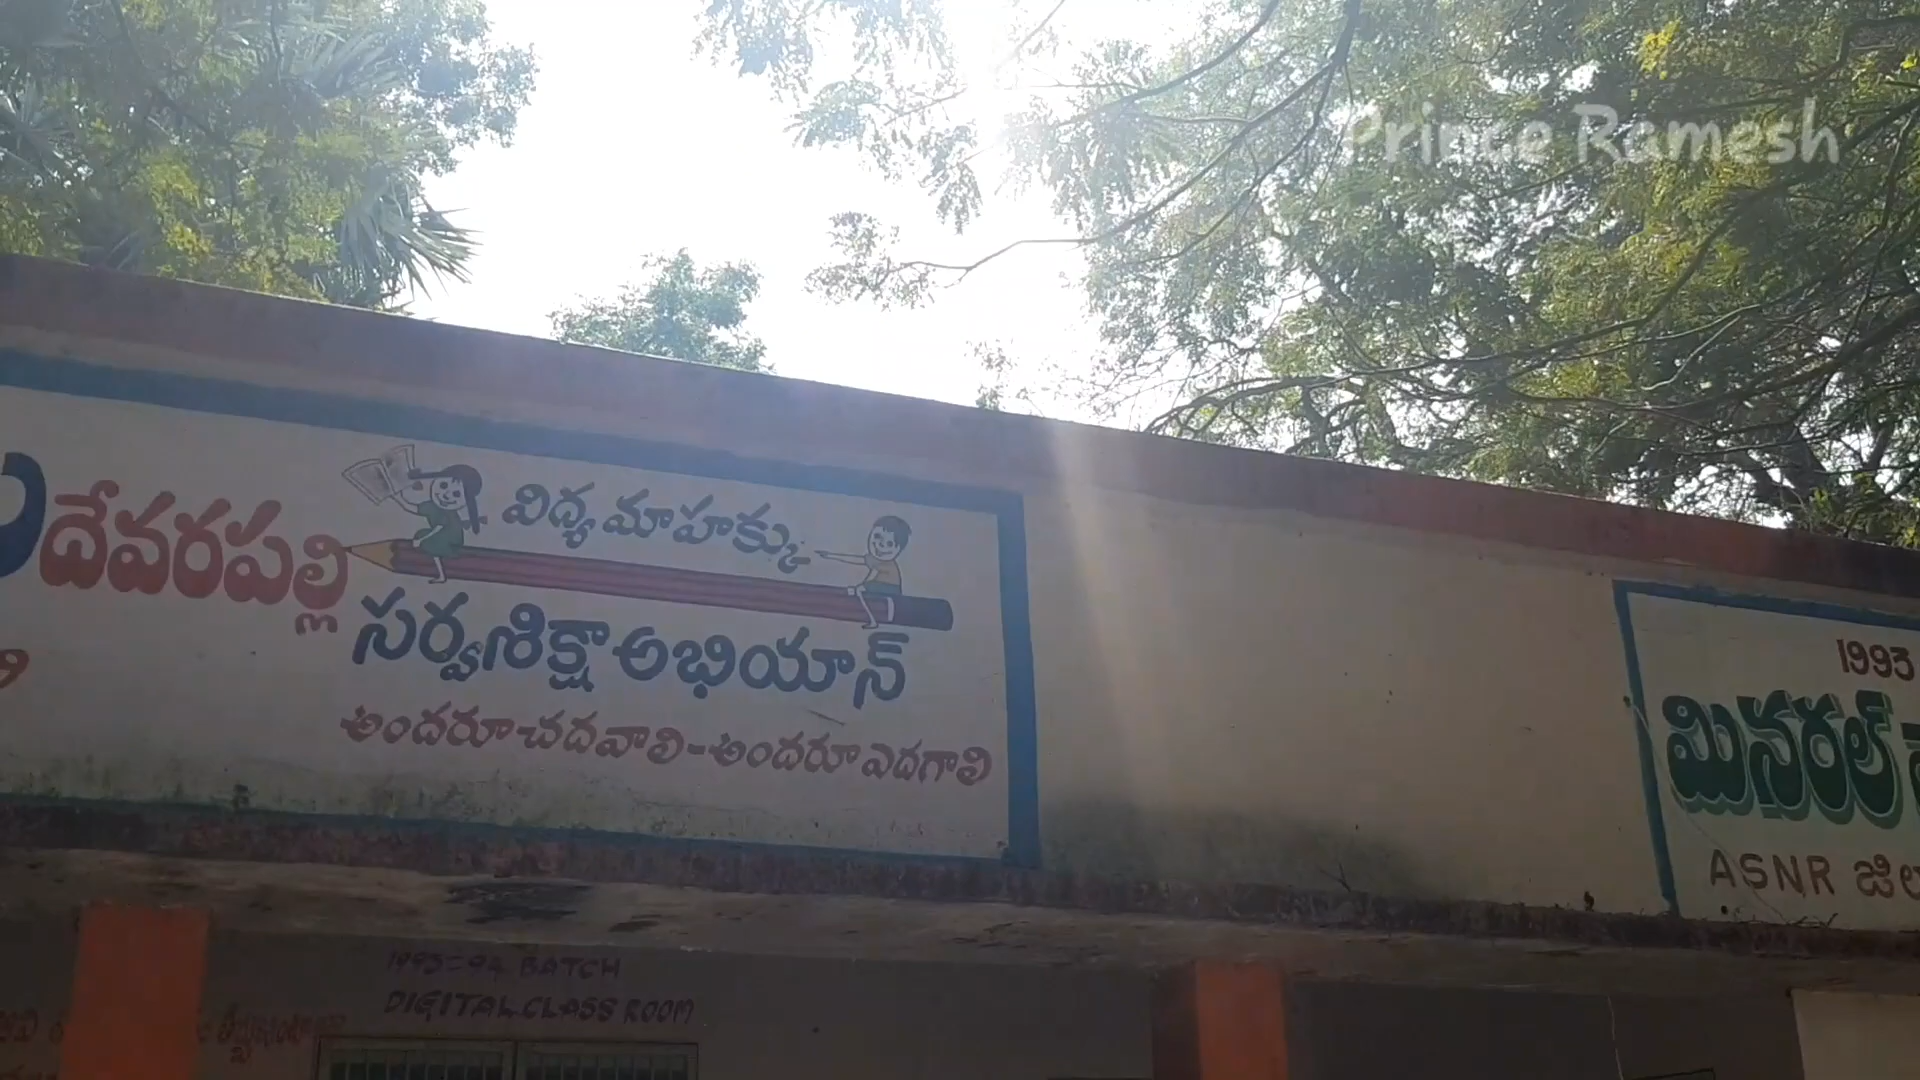 Prince Ramesh
దేవరపల్లి
విద్య మా హక్కు
సర్వశిక్షా అభియాన్
అందరూ చదవాలి - అందరూ ఎదగాలి
1993
మినరల్
ASNR
1993-94 BATCH
DIGITAL CLASS ROOM